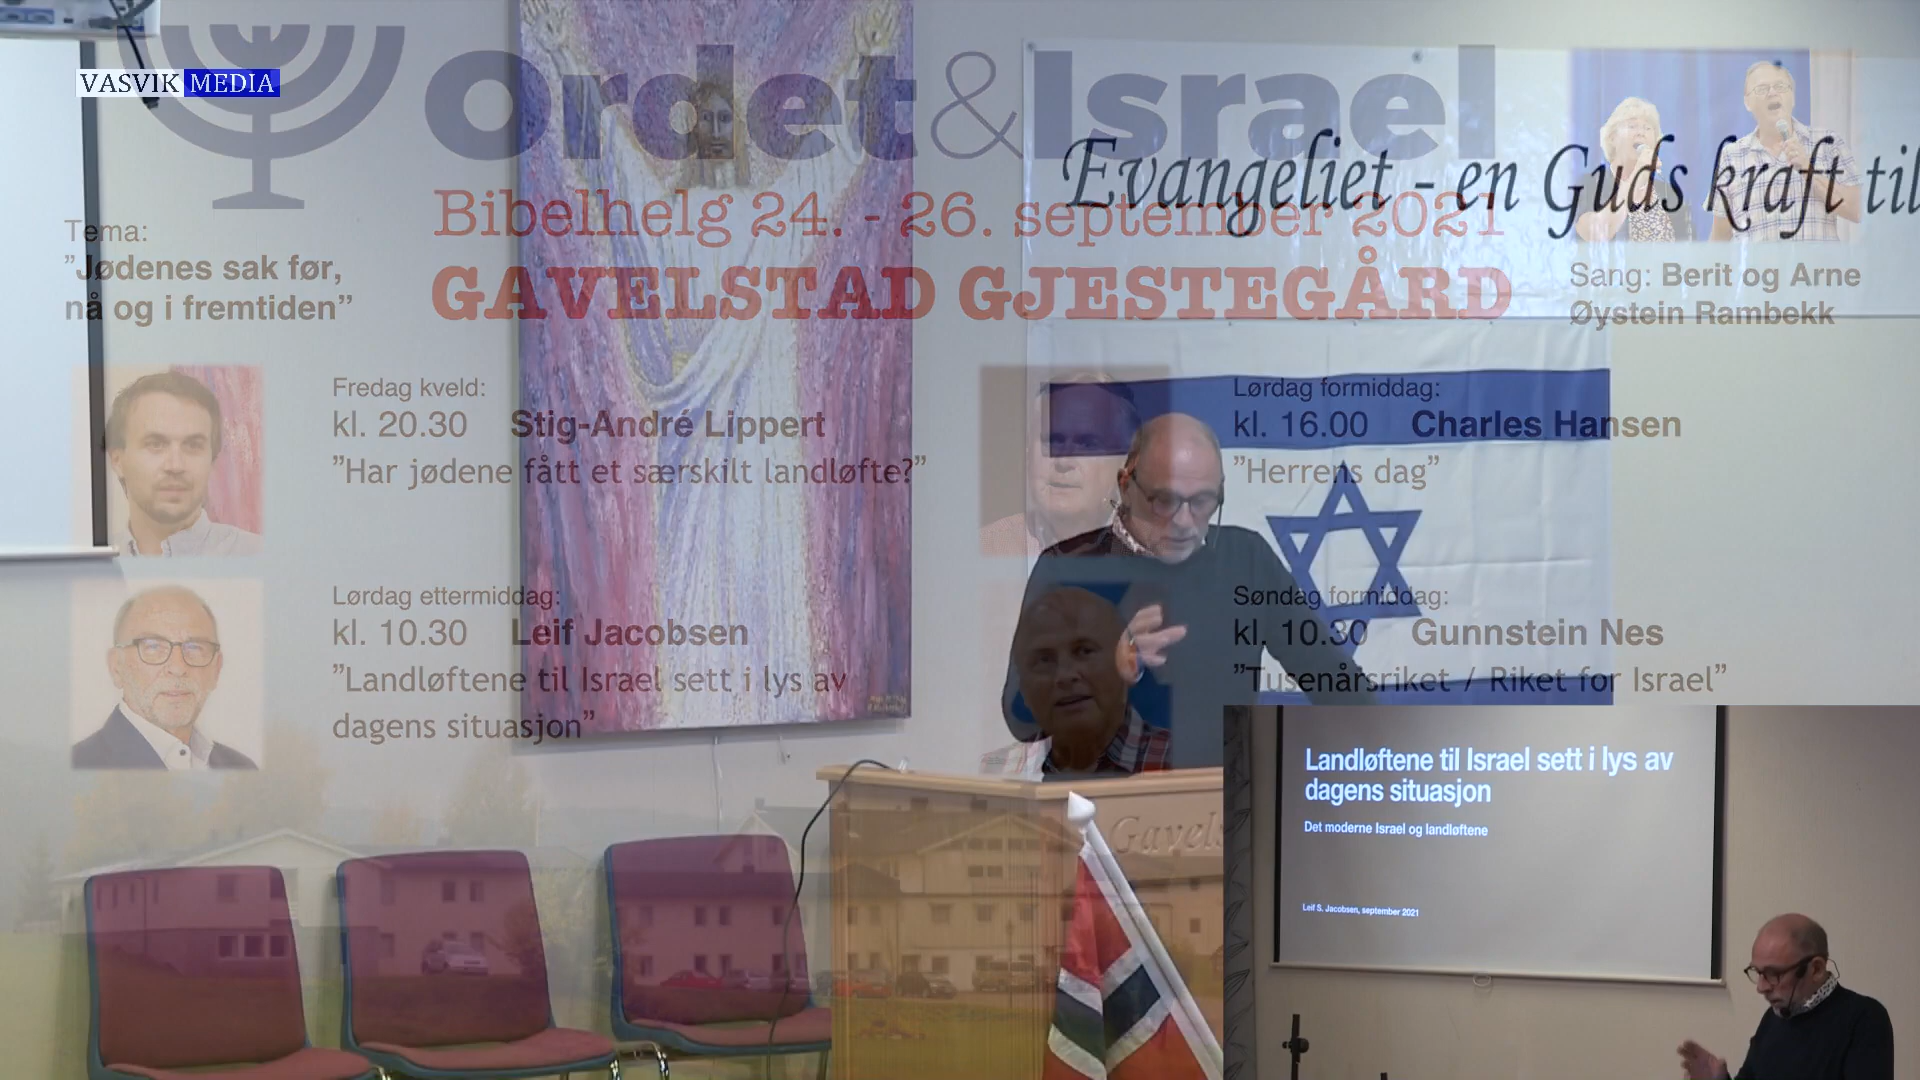 VASVIK MEDIA
Ordet&Israel
Evangeliet - en Guds kraft til
Bibelhelg 24. - 26. september 2021
GAVELSTAD GJESTEGÅRD
Tema:
”Jødenes sak før,
nå og i fremtiden”
Sang: Berit og Arne
Øystein Rambekk
Fredag kveld:
kl. 20.30 Stig-André Lippert
”Har jødene fått et særskilt landløfte?”
Lørdag formiddag:
kl. 16.00 Charles Hansen
”Herrens dag”
Lørdag ettermiddag:
kl. 10.30 Leif Jacobsen
”Landløftene til Israel sett i lys av
dagens situasjon”
Søndag formiddag:
kl. 10.30 Gunnstein Nes
”Tusenårsriket / Riket for Israel”
Landløftene til Israel sett i lys av
dagens situasjon
Det moderne Israel og landløftene
Leif S. Jacobsen, september 2021